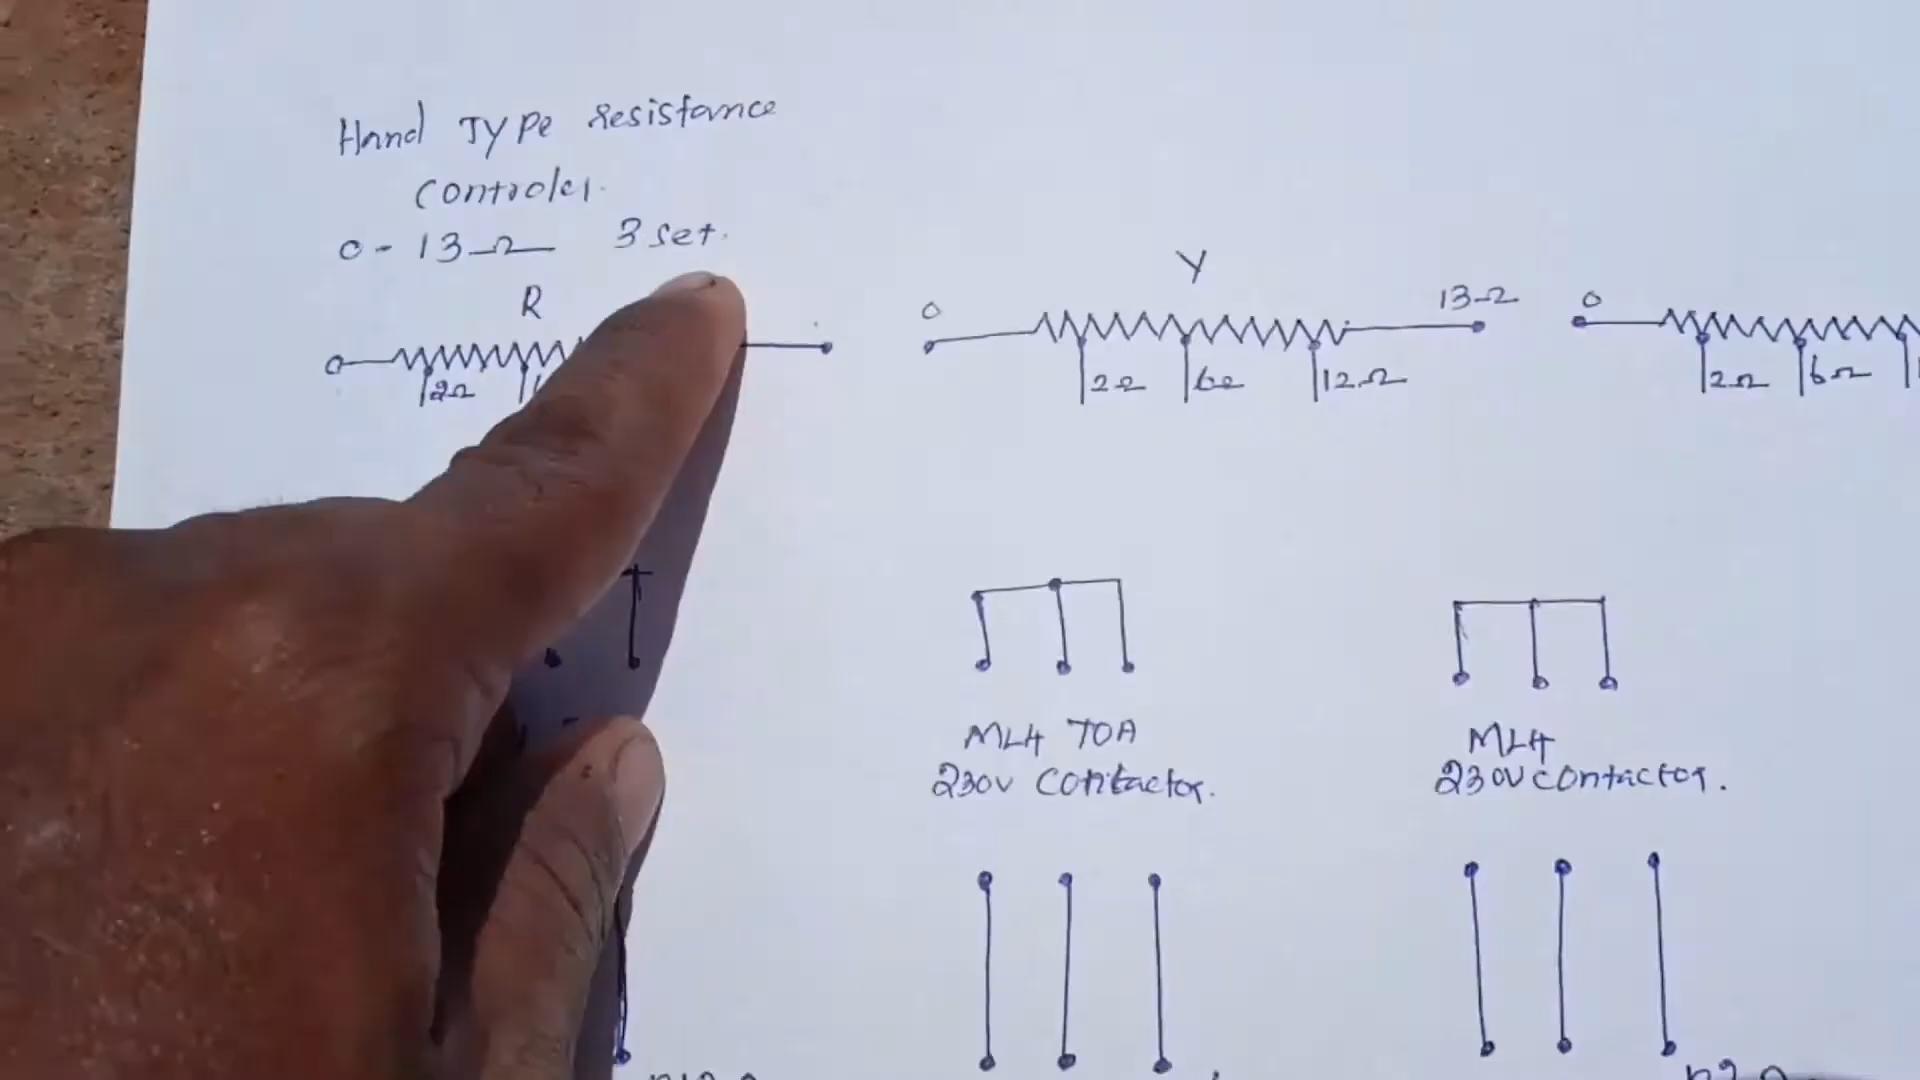 Hand Type resistance
Controler.
0 - 13Ω 3 set.
R
Y
0
13Ω
0
2Ω
2Ω
6Ω
12Ω
2Ω
6Ω
ML4 TOA
230V Contactor.
ML4
230V contactor.